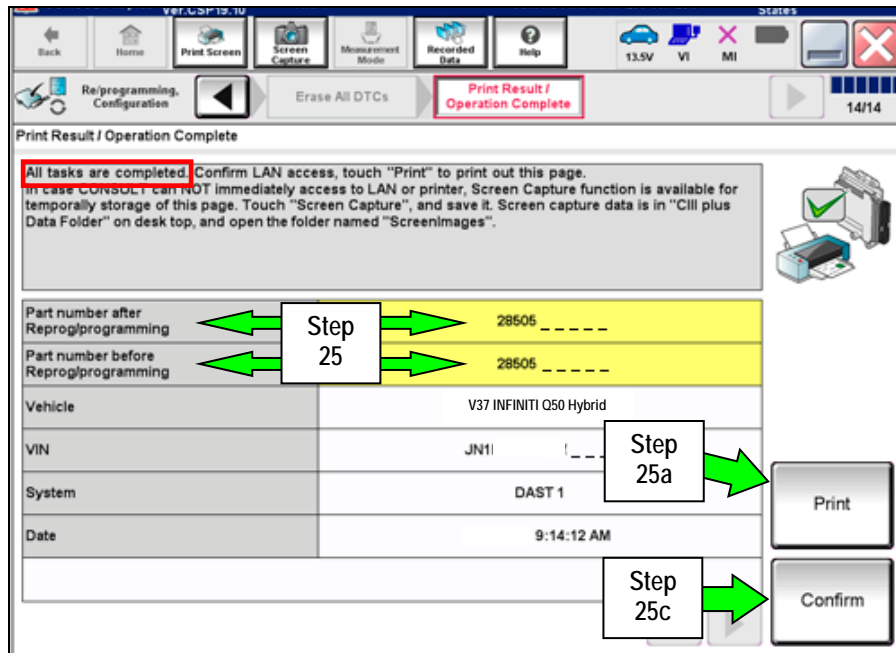 Ver.CSP19.10
States
Back
Home
Print Screen
Screen Capture
Measurement Mode
Recorded Data
Help
13.5V
VI
MI
Re/programming, Configuration
Erase All DTCs
Print Result / Operation Complete
14/14
Print Result / Operation Complete
All tasks are completed. Confirm LAN access, touch "Print" to print out this page.
In case CONSULT can NOT immediately access to LAN or printer, Screen Capture function is available for
temporally storage of this page. Touch "Screen Capture", and save it. Screen capture data is in "CIII plus
Data Folder" on desk top, and open the folder named "ScreenImages".
Part number after
Reprog/programming
28505 _ _ _ _ _
Part number before
Reprog/programming
28505 _ _ _ _ _
Step
25
Vehicle
V37 INFINITI Q50 Hybrid
VIN
JN1
Step
25a
System
DAST 1
Print
Date
9:14:12 AM
Step
25c
Confirm